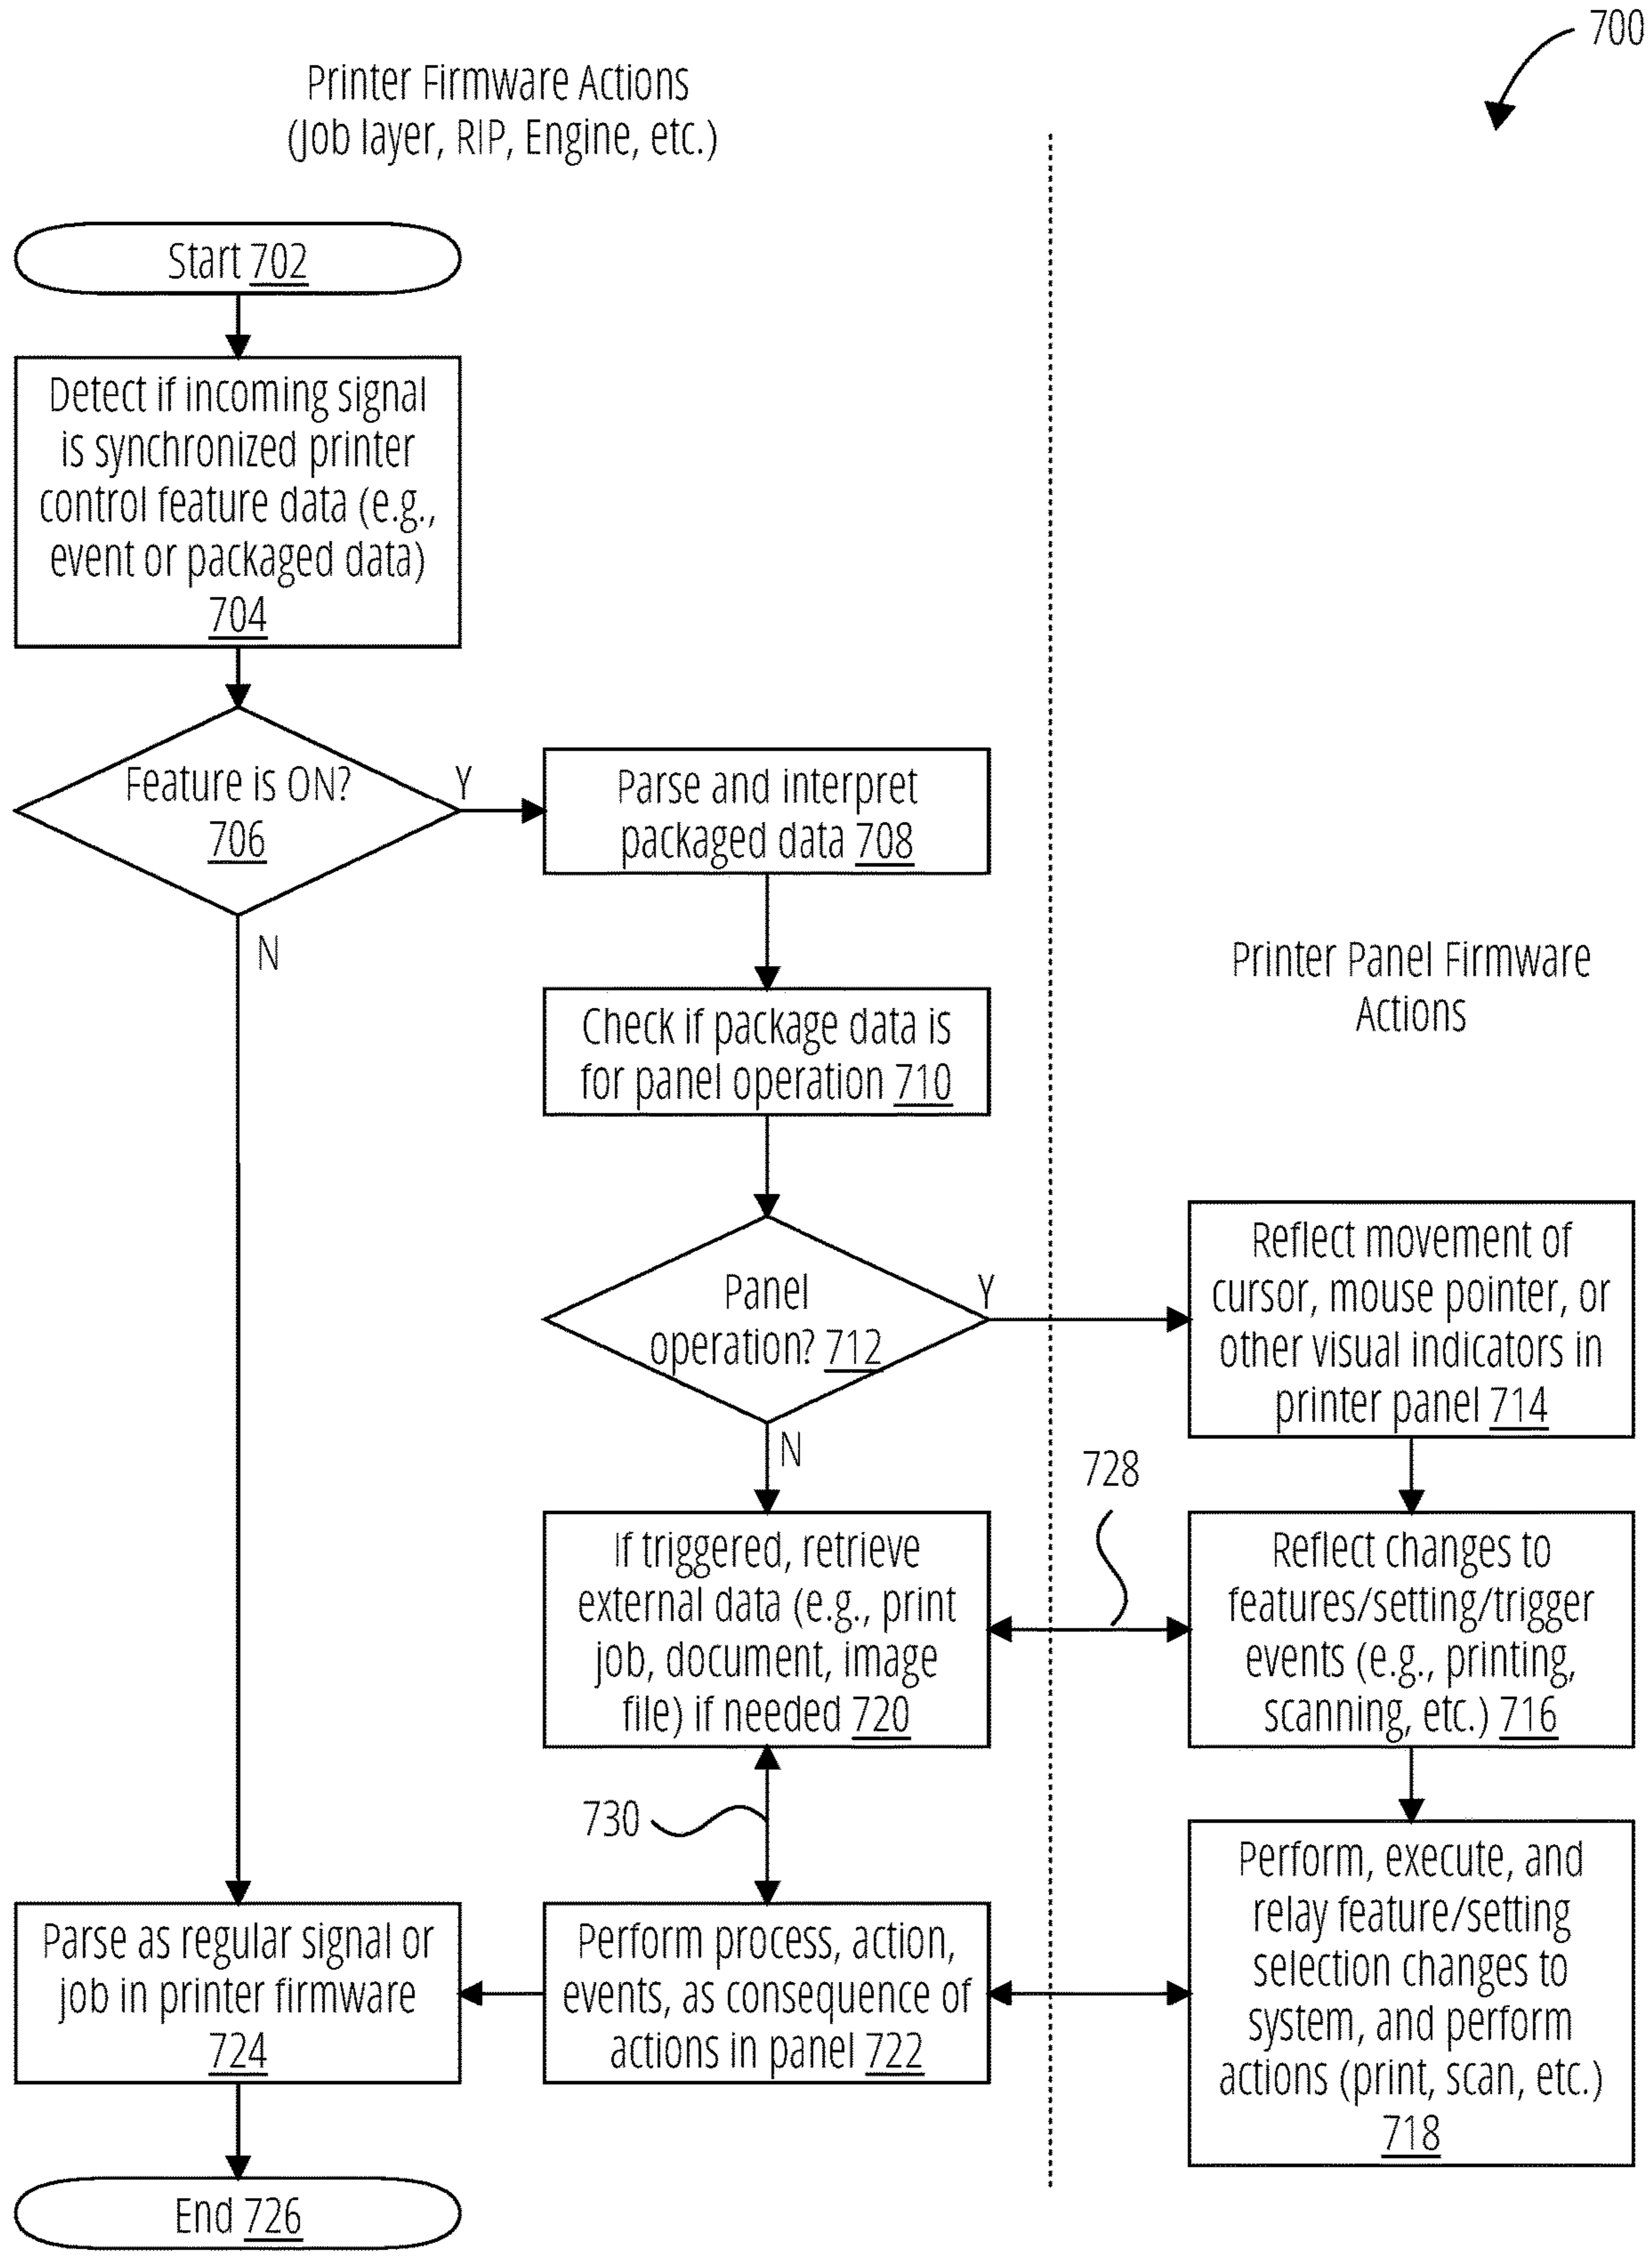 700
Printer Firmware Actions
(Job layer, RIP, Engine, etc.)
Start 702
Detect if incoming signal
is synchronized printer
control feature data (e.g.,
event or packaged data)
704
Feature is ON?
706
Y
N
Parse and interpret
packaged data 708
Check if package data is
for panel operation 710
Printer Panel Firmware
Actions
Panel
operation? 712
Y
N
Reflect movement of
cursor, mouse pointer, or
other visual indicators in
printer panel 714
728
If triggered, retrieve
external data (e.g., print
job, document, image
file) if needed 720
Reflect changes to
features/setting/trigger
events (e.g., printing,
scanning, etc.) 716
730
Parse as regular signal or
job in printer firmware
724
Perform process, action,
events, as consequence of
actions in panel 722
Perform, execute, and
relay feature/setting
selection changes to
system, and perform
actions (print, scan, etc.)
718
End 726